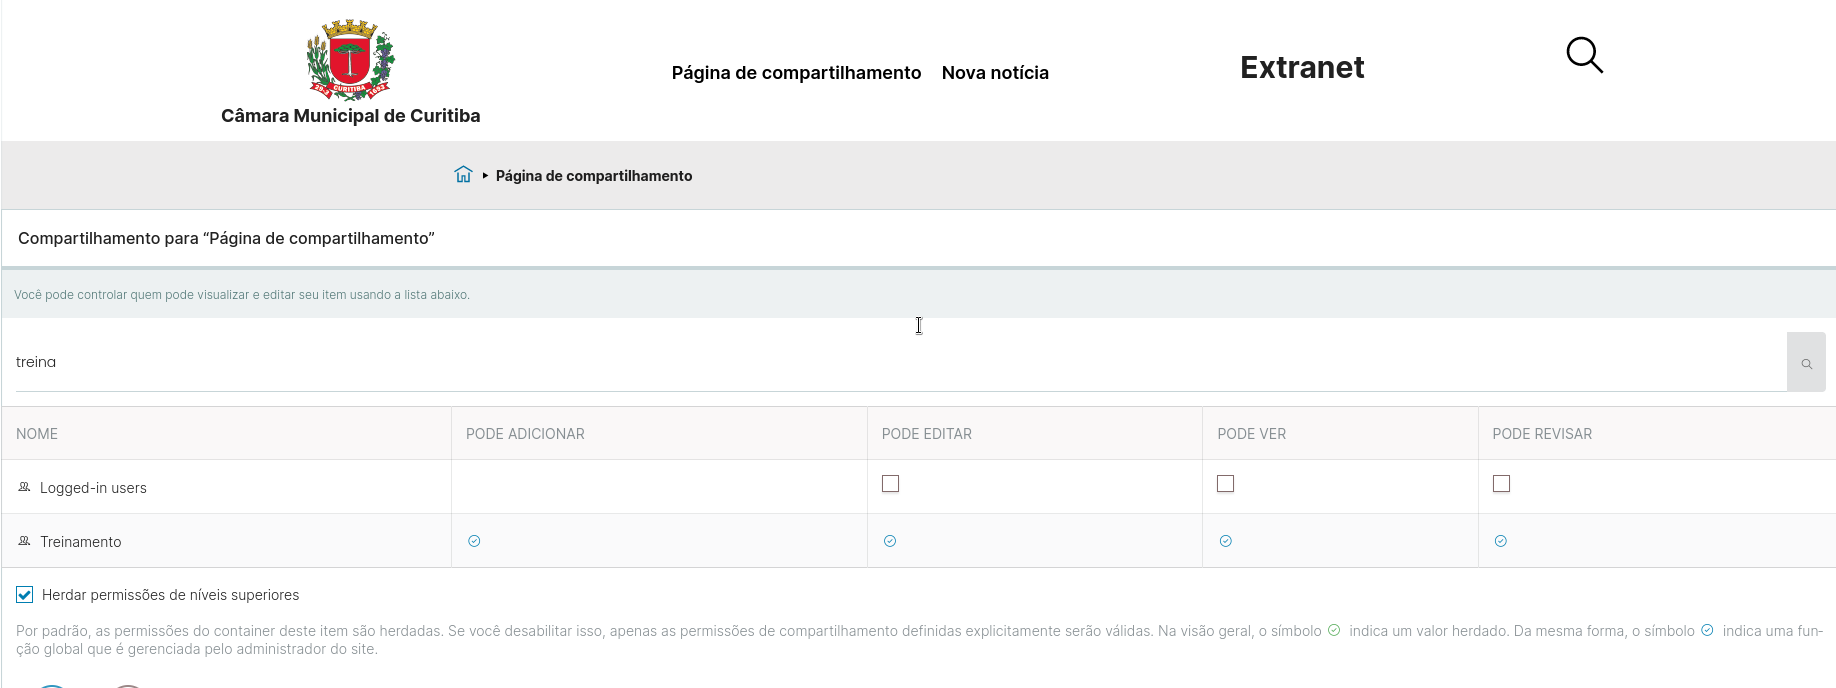 Câmara Municipal de Curitiba
Página de compartilhamento Nova notícia
Extranet
Página de compartilhamento
Compartilhamento para “Página de compartilhamento”
Você pode controlar quem pode visualizar e editar seu item usando a lista abaixo.
treina
NOME PODE ADICIONAR PODE EDITAR PODE VER PODE REVISAR
Logged-in users
Treinamento
Herdar permissões de níveis superiores
Por padrão, as permissões do container deste item são herdadas. Se você desabilitar isso, apenas as permissões de compartilhamento definidas explicitamente serão válidas. Na visão geral, o símbolo indica um valor herdado. Da mesma forma, o símbolo indica uma fun-
ção global que é gerenciada pelo administrador do site.